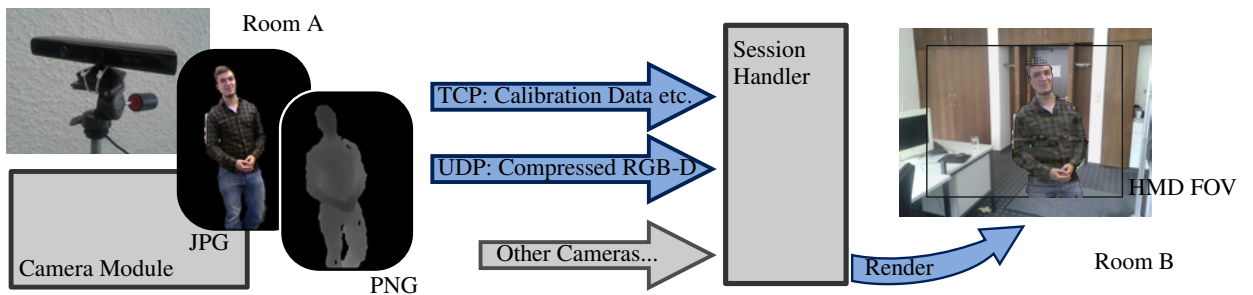 Room A
Session
Handler
TCP: Calibration Data etc.
UDP: Compressed RGB-D
HMD FOV
JPG
Other Cameras...
Camera Module
Render
Room B
PNG